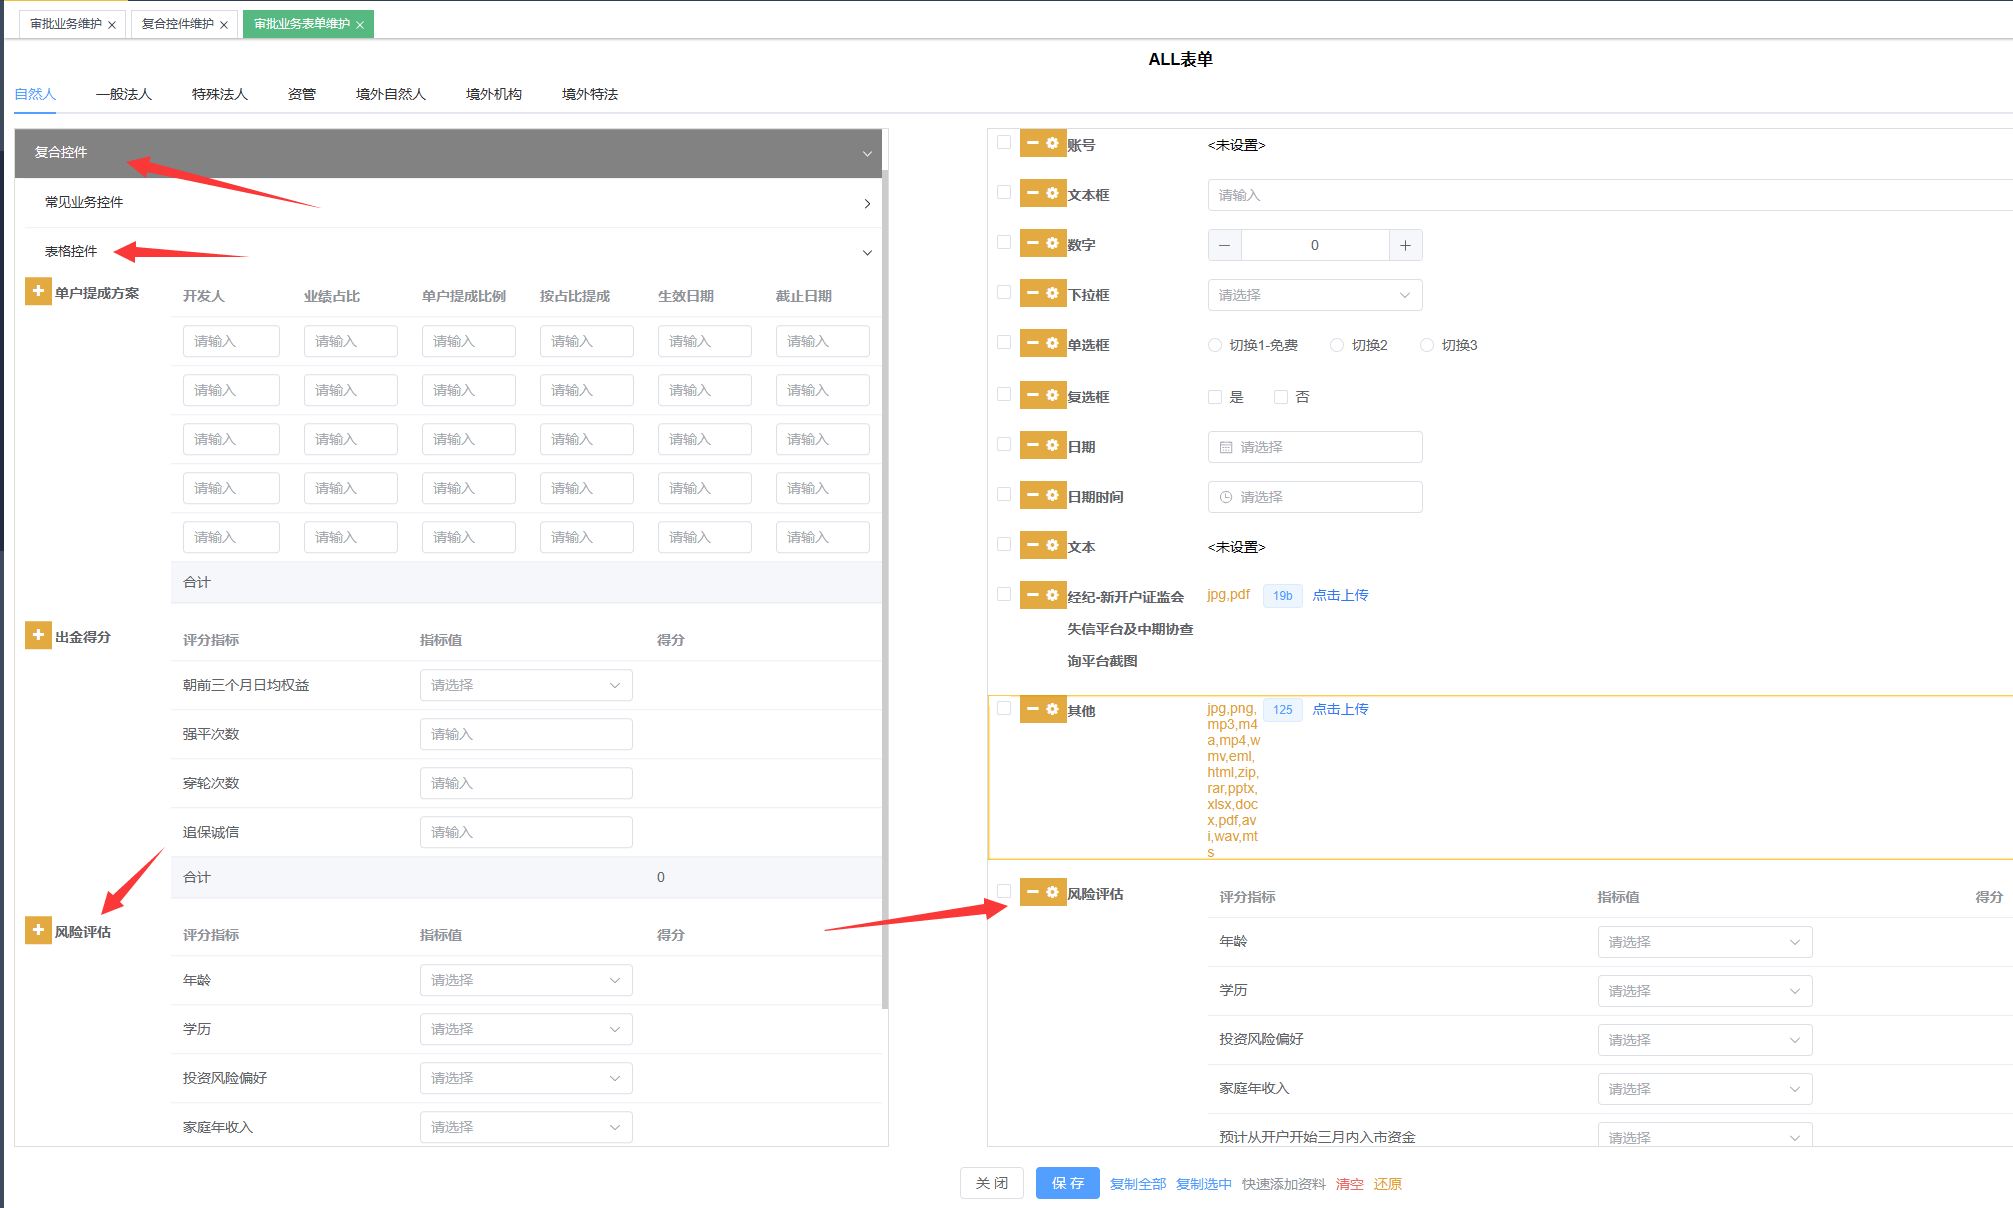 审批业务维护 × 复合控件维护 × 审批业务表单维护 ×
ALL表单
自然人 一般法人 特殊法人 资管 境外自然人 境外机构 境外特法
复合控件
常见业务控件
表格控件
单户提成方案 开发人 业绩占比 单户提成比例 按占比提成 生效日期 截止日期
请输入 请输入 请输入 请输入 请输入 请输入
请输入 请输入 请输入 请输入 请输入 请输入
请输入 请输入 请输入 请输入 请输入 请输入
请输入 请输入 请输入 请输入 请输入 请输入
请输入 请输入 请输入 请输入 请输入 请输入
合计
出金得分 评分指标 指标值 得分
朝前三个月日均权益 请选择
强平次数 请输入
穿轮次数 请输入
追保诚信 请输入
合计 0
风险评估 评分指标 指标值 得分
年龄 请选择
学历 请选择
投资风险偏好 请选择
家庭年收入 请选择
账号 <未设置>
文本框 请输入
数字 0
下拉框 请选择
单选框 切换1-免费 切换2 切换3
复选框 是 否
日期 请选择
日期时间 请选择
文本 <未设置>
经纪-新开户证监会 jpg,pdf 19b 点击上传
失信平台及中期协查
询平台截图
其他 jpg,png, 125 点击上传
mp3,m4
a,mp4,w
mv,eml,
html,zip,
rar,pptx,
xlsx,doc
x,pdf,av
i,wav,mt
s
风险评估 评分指标 指标值 得分
年龄 请选择
学历 请选择
投资风险偏好 请选择
家庭年收入 请选择
预计从开户开始三月内入市资金 请选择
关 闭 保 存 复制全部 复制选中 快速添加资料 清空 还原